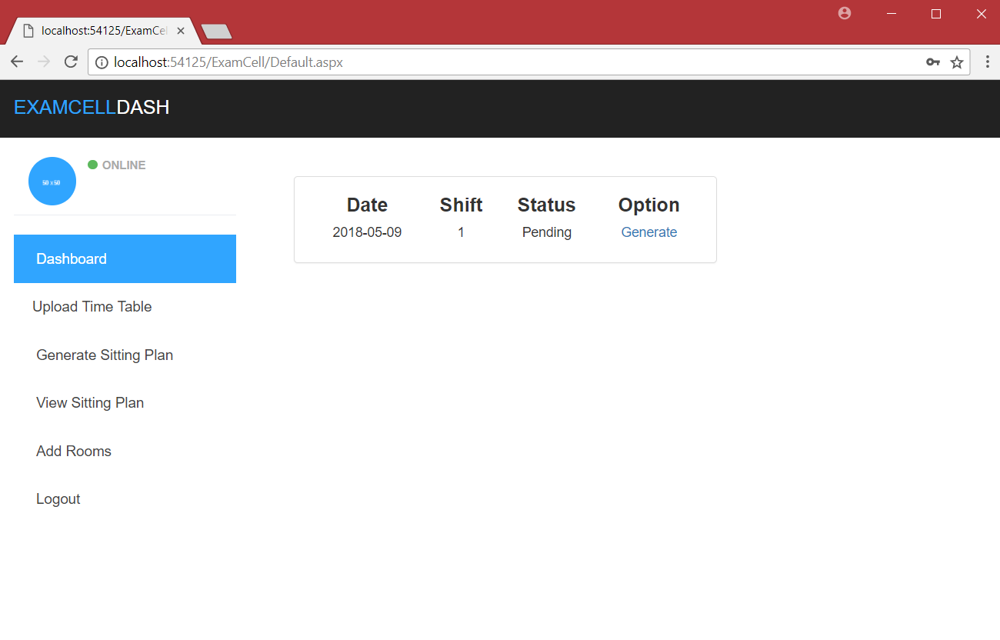 localhost:54125/ExamCel
localhost:54125/ExamCell/Default.aspx
EXAMCELLDASH
50 x 50
ONLINE
Date Shift Status Option
2018-05-09 1 Pending Generate
Dashboard
Upload Time Table
Generate Sitting Plan
View Sitting Plan
Add Rooms
Logout